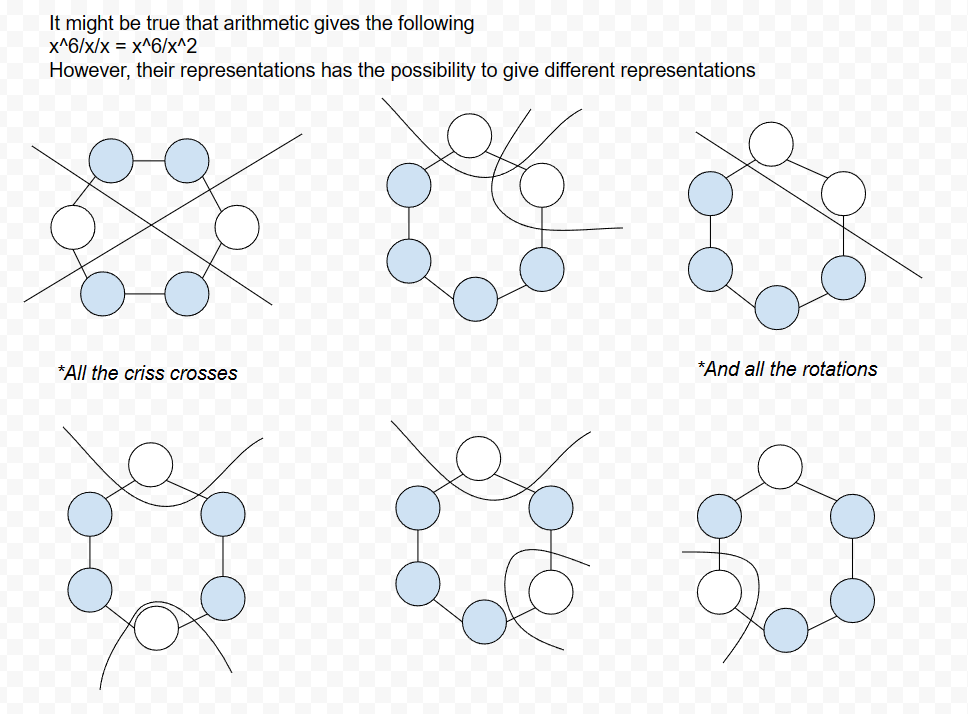 It might be true that arithmetic gives the following
x^6/x/x = x^6/x^2
However, their representations has the possibility to give different representations
*All the criss crosses
*And all the rotations